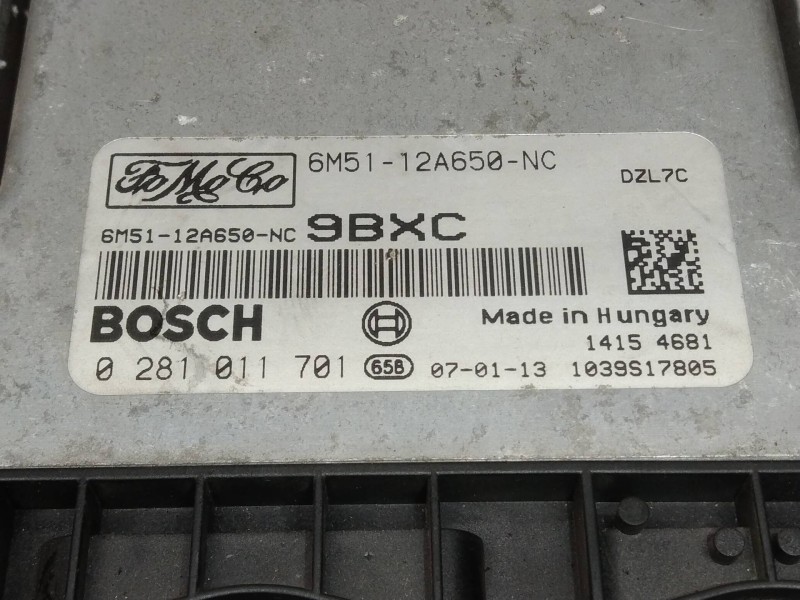 FoMoCo 6M51-12A650-NC
DZL7C
6M51-12A650-NC 9BXC
BOSCH
Made in Hungary
1415 4681
0 281 011 701 65B 07-01-13 1039S17805